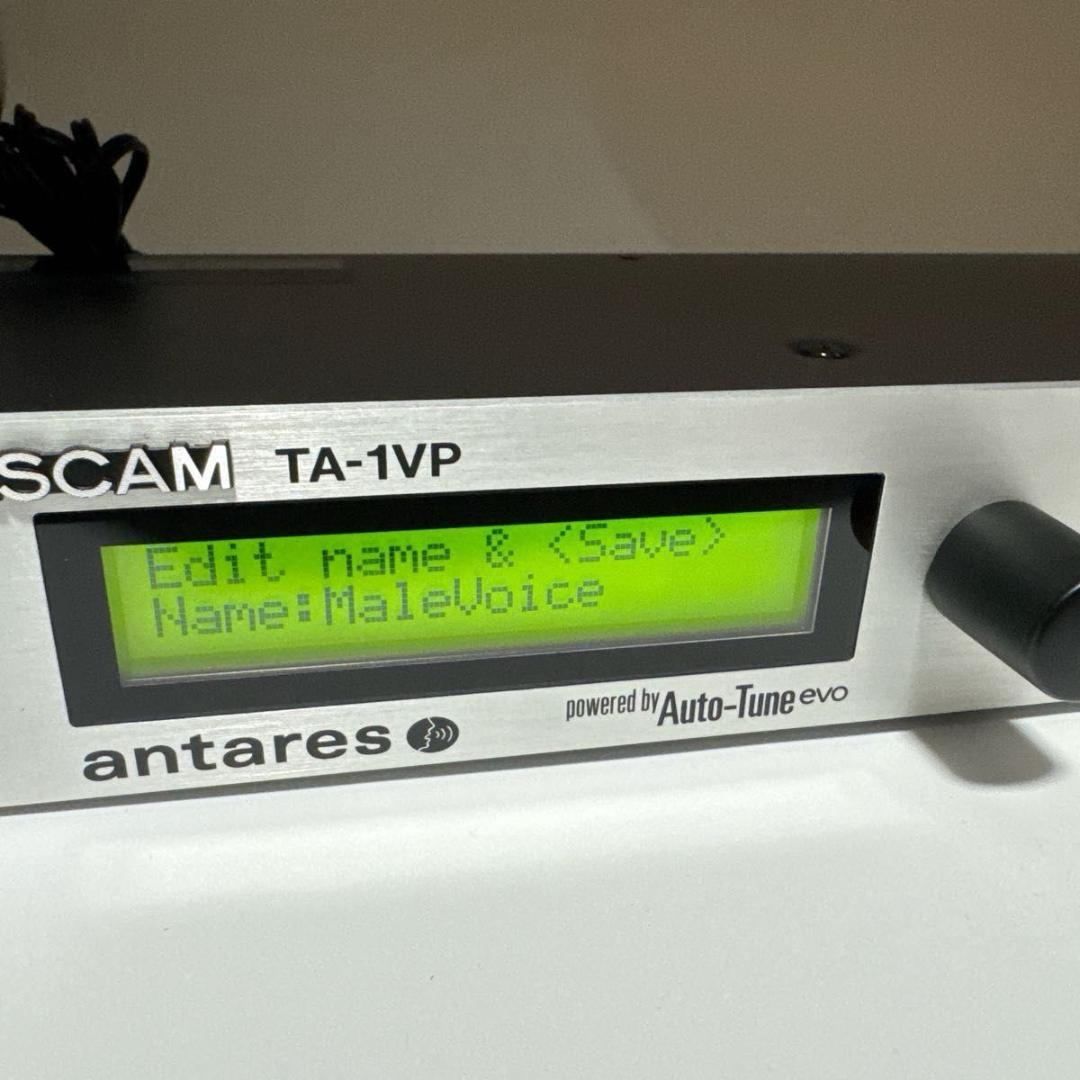 SCAM TA-1VP
Edit name & <Save>
Name:MaleVoice
powered by Auto-Tune evo
antares